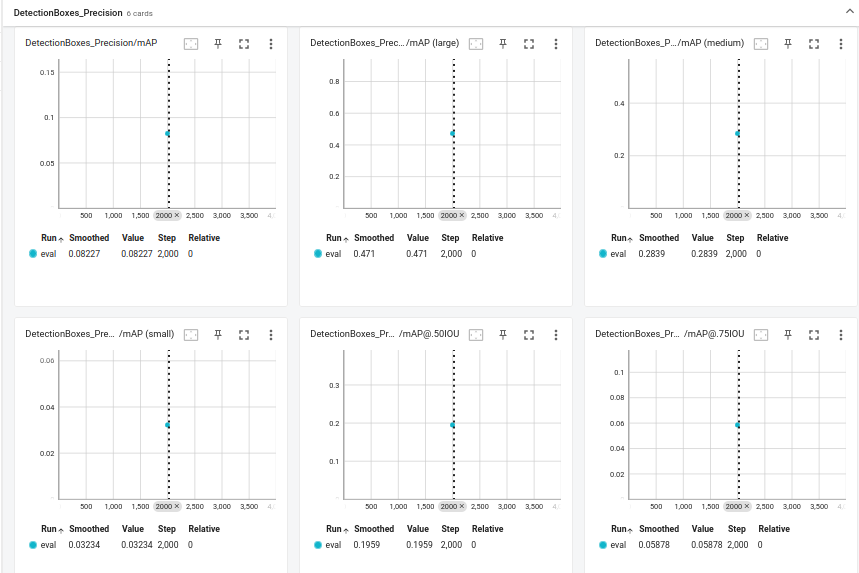 DetectionBoxes_Precision 6 cards
DetectionBoxes_Precision/mAP
0.15
0.1
0.05
500 1,000 1,500 2000 × 2,500 3,000 3,500 4,
Run Smoothed Value Step Relative
eval 0.08227 0.08227 2,000 0
DetectionBoxes_Prec... /mAP (large)
0.8
0.6
0.4
0.2
500 1,000 1,500 2000 × 2,500 3,000 3,500 4,
Run Smoothed Value Step Relative
eval 0.471 0.471 2,000 0
DetectionBoxes_P... /mAP (medium)
0.4
0.2
500 1,000 1,500 2000 × 2,500 3,000 3,500 4,
Run Smoothed Value Step Relative
eval 0.2839 0.2839 2,000 0
DetectionBoxes_Pre... /mAP (small)
0.06
0.04
0.02
500 1,000 1,500 2000 × 2,500 3,000 3,500 4,
Run Smoothed Value Step Relative
eval 0.03234 0.03234 2,000 0
DetectionBoxes_Pr... /mAP@.50IOU
0.3
0.2
0.1
500 1,000 1,500 2000 × 2,500 3,000 3,500 4,
Run Smoothed Value Step Relative
eval 0.1959 0.1959 2,000 0
DetectionBoxes_Pr... /mAP@.75IOU
0.1
0.08
0.06
0.04
0.02
500 1,000 1,500 2000 × 2,500 3,000 3,500 4,
Run Smoothed Value Step Relative
eval 0.05878 0.05878 2,000 0